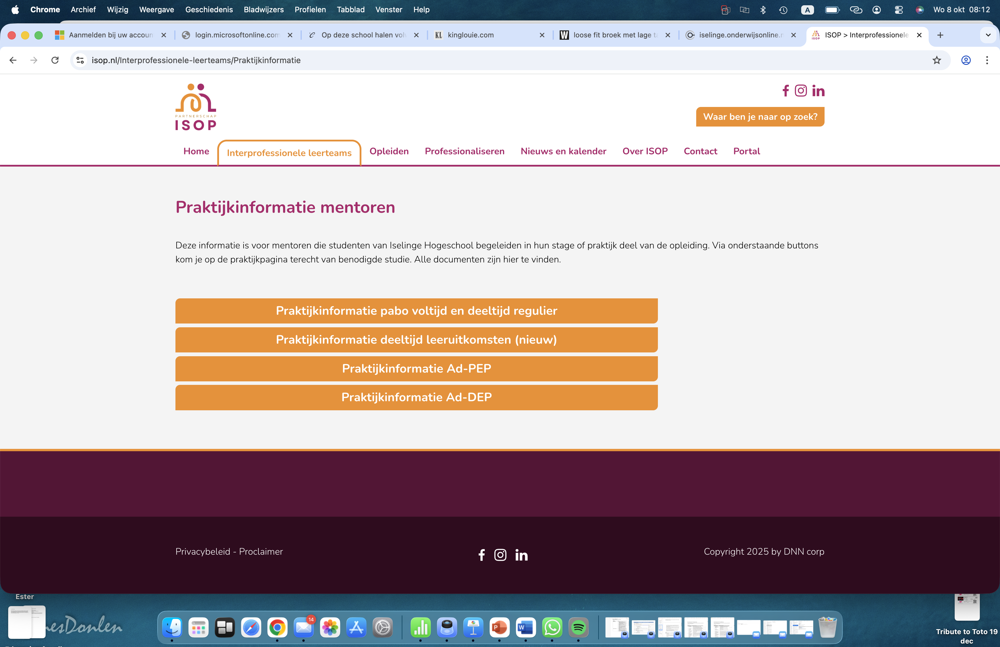 Chrome Archief Wijzig Weergave Geschiedenis Bladwijzers Profielen Tabblad Venster Help A Wo 8 okt 08:12
Aanmelden bij uw accoun login.microsoftonline.com Op deze school halen vol KL kinglouie.com W loose fit broek met lage ta iselinge.onderwijsonline.n ISOP > Interprofessionele
isop.nl/Interprofessionele-leerteams/Praktijkinformatie
PARTNERSCHAP
ISOP
Waar ben je naar op zoek?
Home Interprofessionele leerteams Opleiden Professionaliseren Nieuws en kalender Over ISOP Contact Portal
Praktijkinformatie mentoren
Deze informatie is voor mentoren die studenten van Iselinge Hogeschool begeleiden in hun stage of praktijk deel van de opleiding. Via onderstaande buttons
kom je op de praktijkpagina terecht van benodigde studie. Alle documenten zijn hier te vinden.
Praktijkinformatie pabo voltijd en deeltijd regulier
Praktijkinformatie deeltijd leeruitkomsten (nieuw)
Praktijkinformatie Ad-PEP
Praktijkinformatie Ad-DEP
Privacybeleid - Proclaimer
Copyright 2025 by DNN corp
Ester
14
Tribute to Toto 19
dec